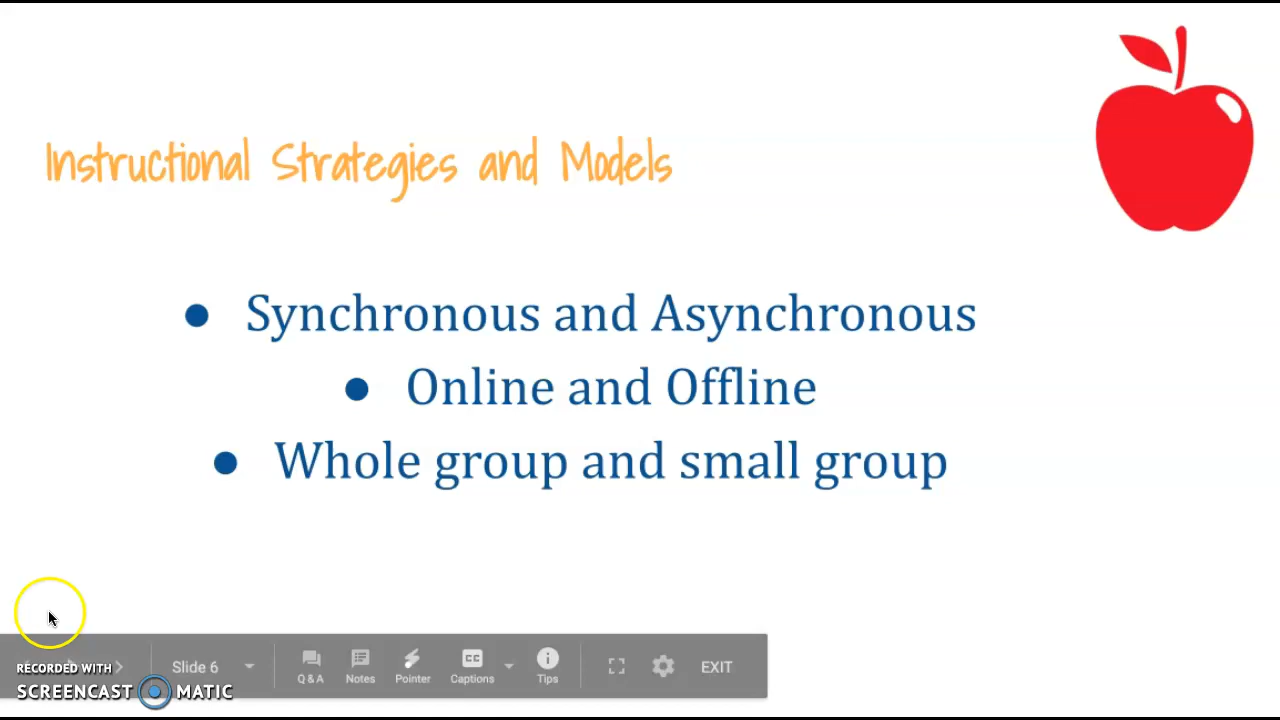 Instructional Strategies and Models
● Synchronous and Asynchronous
● Online and Offline
● Whole group and small group
Slide 6
Q & A
Notes
Pointer
CC
Captions
Tips
EXIT
RECORDED WITH
SCREENCAST MATIC